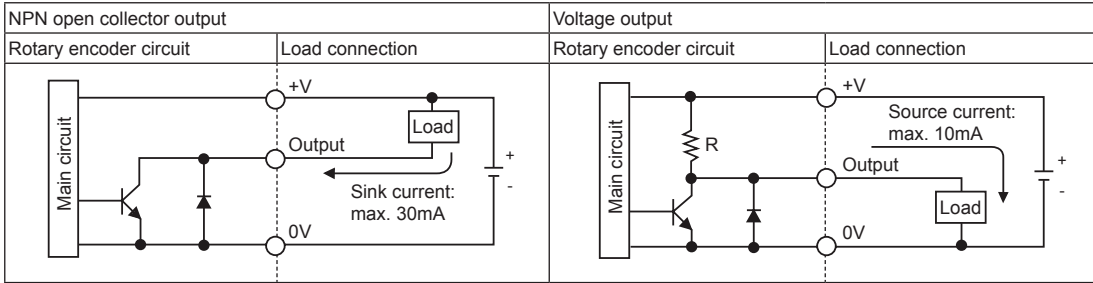 NPN open collector output
Rotary encoder circuit
Load connection
Main circuit
+V
Load
Output
Sink current:
max. 30mA
0V
+
-
Voltage output
Rotary encoder circuit
Load connection
Main circuit
+V
Source current:
max. 10mA
R
Output
Load
0V
+
-